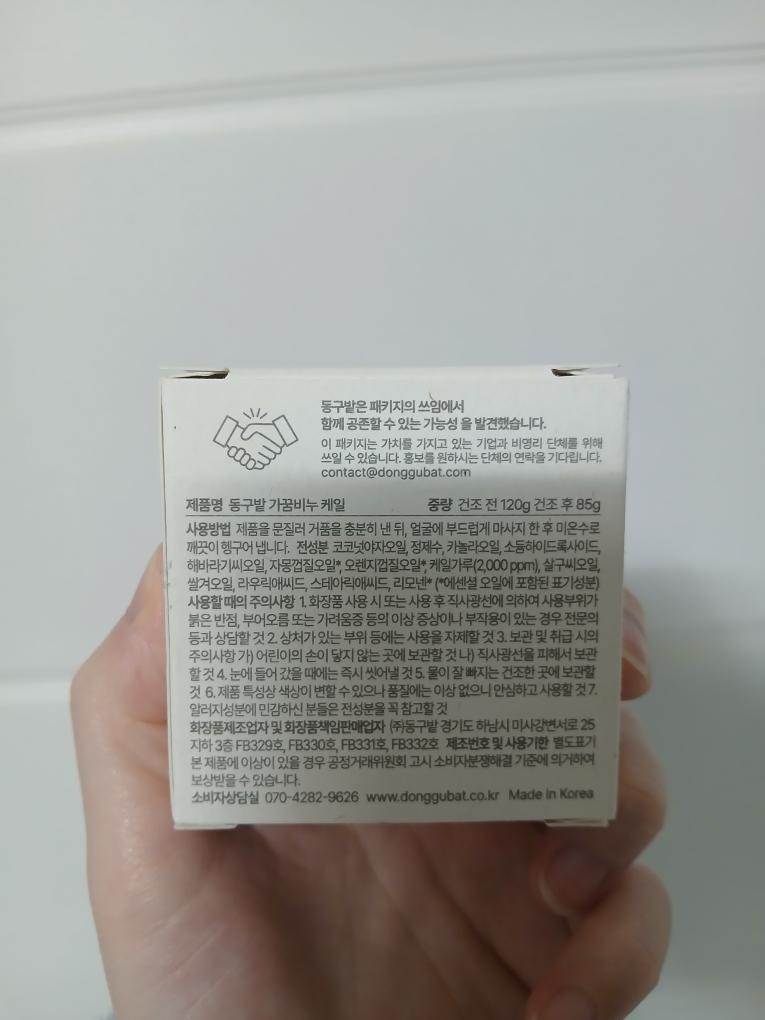 동구밭은 패키지의 쓰임에서
함께 공존할 수 있는 가능성 을 발견했습니다.
이 패키지는 가치를 가지고 있는 기업과 비영리 단체를 위해
쓰일 수 있습니다. 홍보를 원하시는 단체의 연락을 기다립니다.
contact@donggubat.com
제품명 동구밭 가꿈비누 케일 중량 건조 전 120g 건조 후 85g
사용방법 제품을 문질러 거품을 충분히 낸 뒤, 얼굴에 부드럽게 마사지 한 후 미온수로
깨끗이 헹구어 냅니다. 전성분 코코넛야자오일, 정제수, 카놀라오일, 소듐하이드록사이드,
해바라기씨오일, 자몽껍질오일*, 오렌지껍질오일*, 케일가루(2,000 ppm), 살구씨오일,
쌀겨오일, 라우릭애씨드, 스테아릭애씨드, 리모넨* (*에센셜 오일에 포함된 표기성분)
사용할 때의 주의사항 1. 화장품 사용 시 또는 사용 후 직사광선에 의하여 사용부위가
붉은 반점, 부어오름 또는 가려움증 등의 이상 증상이나 부작용이 있는 경우 전문의
등과 상담할 것 2. 상처가 있는 부위 등에는 사용을 자제할 것 3. 보관 및 취급 시의
주의사항 가) 어린이의 손이 닿지 않는 곳에 보관할 것 나) 직사광선을 피해서 보관
할 것 4. 눈에 들어 갔을 때에는 즉시 씻어낼 것 5. 물이 잘 빠지는 건조한 곳에 보관할
것 6. 제품 특성상 색상이 변할 수 있으나 품질에는 이상 없으니 안심하고 사용할 것 7.
알러지성분에 민감하신 분들은 전성분을 꼭 참고할 것
화장품제조업자 및 화장품책임판매업자 (주)동구밭 경기도 하남시 미사강변서로 25
지하 3층 FB329호, FB330호, FB331호, FB332호 제조번호 및 사용기한 별도표기
본 제품에 이상이 있을 경우 공정거래위원회 고시 소비자분쟁해결 기준에 의거하여
보상받을 수 있습니다.
소비자상담실 070-4282-9626 www.donggubat.co.kr Made in Korea